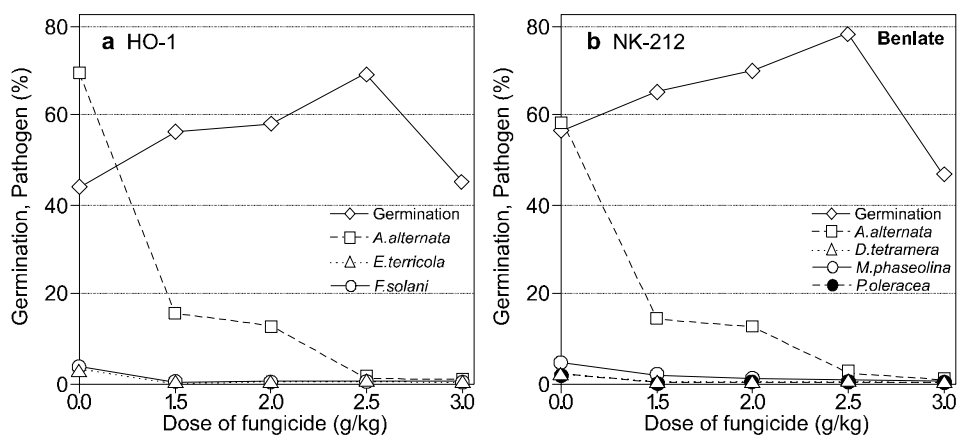 a HO-1
Germination, Pathogen (%)
80
60
40
20
0
Germination
A.alternata
E.terricola
F.solani
0.0 1.5 2.0 2.5 3.0
Dose of fungicide (g/kg)
b NK-212 Benlate
Germination, Pathogen (%)
80
60
40
20
0
Germination
A.alternata
D.tetramera
M.phaseolina
P.oleracea
0.0 1.5 2.0 2.5 3.0
Dose of fungicide (g/kg)